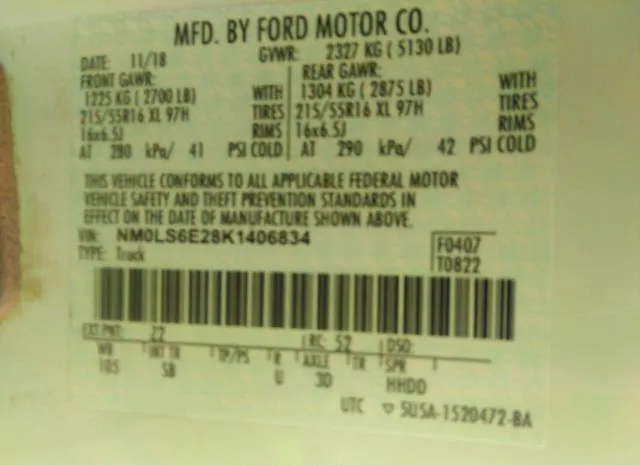 MFD. BY FORD MOTOR CO.
DATE: 11/18 GVWR: 2327 KG ( 5130 LB)
FRONT GAWR: REAR GAWR:
1225 KG ( 2700 LB) WITH 1304 KG ( 2875 LB) WITH
215/55R16 XL 97H TIRES 215/55R16 XL 97H TIRES
16x6.5J RIMS 16x6.5J RIMS
AT 280 kPa/ 41 PSI COLD AT 290 kPa/ 42 PSI COLD
THIS VEHICLE CONFORMS TO ALL APPLICABLE FEDERAL MOTOR
VEHICLE SAFETY AND THEFT PREVENTION STANDARDS IN
EFFECT ON THE DATE OF MANUFACTURE SHOWN ABOVE.
VIN: NM0LS6E28K1406834 F0407
TYPE: Truck T0822
EXT PNT: Z2 RC: 52 DSO:
WB INT TR TP/PS R AXLE TR SPR
105 SB U 3D HHDD
UTC ▽ 5U5A-1520472-BA